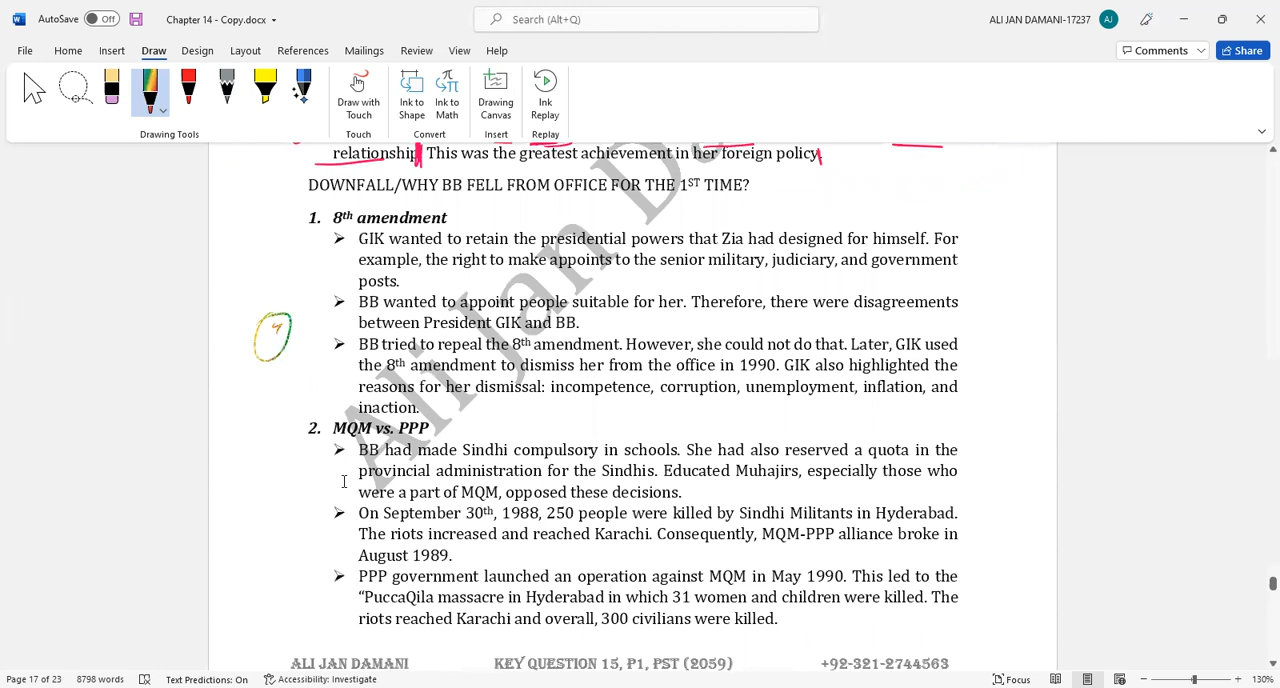 AutoSave Off Chapter 14 - Copy.docx Search (Alt+Q) ALI JAN DAMANI-17237 AJ
File Home Insert Draw Design Layout References Mailings Review View Help Comments Share
Draw with Touch Ink to Shape Ink to Math Drawing Canvas Ink Replay
Drawing Tools Touch Convert Insert Replay
relationship. This was the greatest achievement in her foreign policy.
DOWNFALL/WHY BB FELL FROM OFFICE FOR THE 1ST TIME?
1. 8th amendment
➢ GIK wanted to retain the presidential powers that Zia had designed for himself. For
example, the right to make appoints to the senior military, judiciary, and government
posts.
➢ BB wanted to appoint people suitable for her. Therefore, there were disagreements
between President GIK and BB.
➢ BB tried to repeal the 8th amendment. However, she could not do that. Later, GIK used
the 8th amendment to dismiss her from the office in 1990. GIK also highlighted the
reasons for her dismissal: incompetence, corruption, unemployment, inflation, and
inaction.
2. MQM vs. PPP
➢ BB had made Sindhi compulsory in schools. She had also reserved a quota in the
provincial administration for the Sindhis. Educated Muhajirs, especially those who
were a part of MQM, opposed these decisions.
➢ On September 30th, 1988, 250 people were killed by Sindhi Militants in Hyderabad.
The riots increased and reached Karachi. Consequently, MQM-PPP alliance broke in
August 1989.
➢ PPP government launched an operation against MQM in May 1990. This led to the
“PuccaQila massacre in Hyderabad in which 31 women and children were killed. The
riots reached Karachi and overall, 300 civilians were killed.
ALI JAN DAMANI KEY QUESTION 15, P1, PST (2059) +92-321-2744563
Ali Jan Da
Page 17 of 23 8798 words Text Predictions: On Accessibility: Investigate Focus 130%